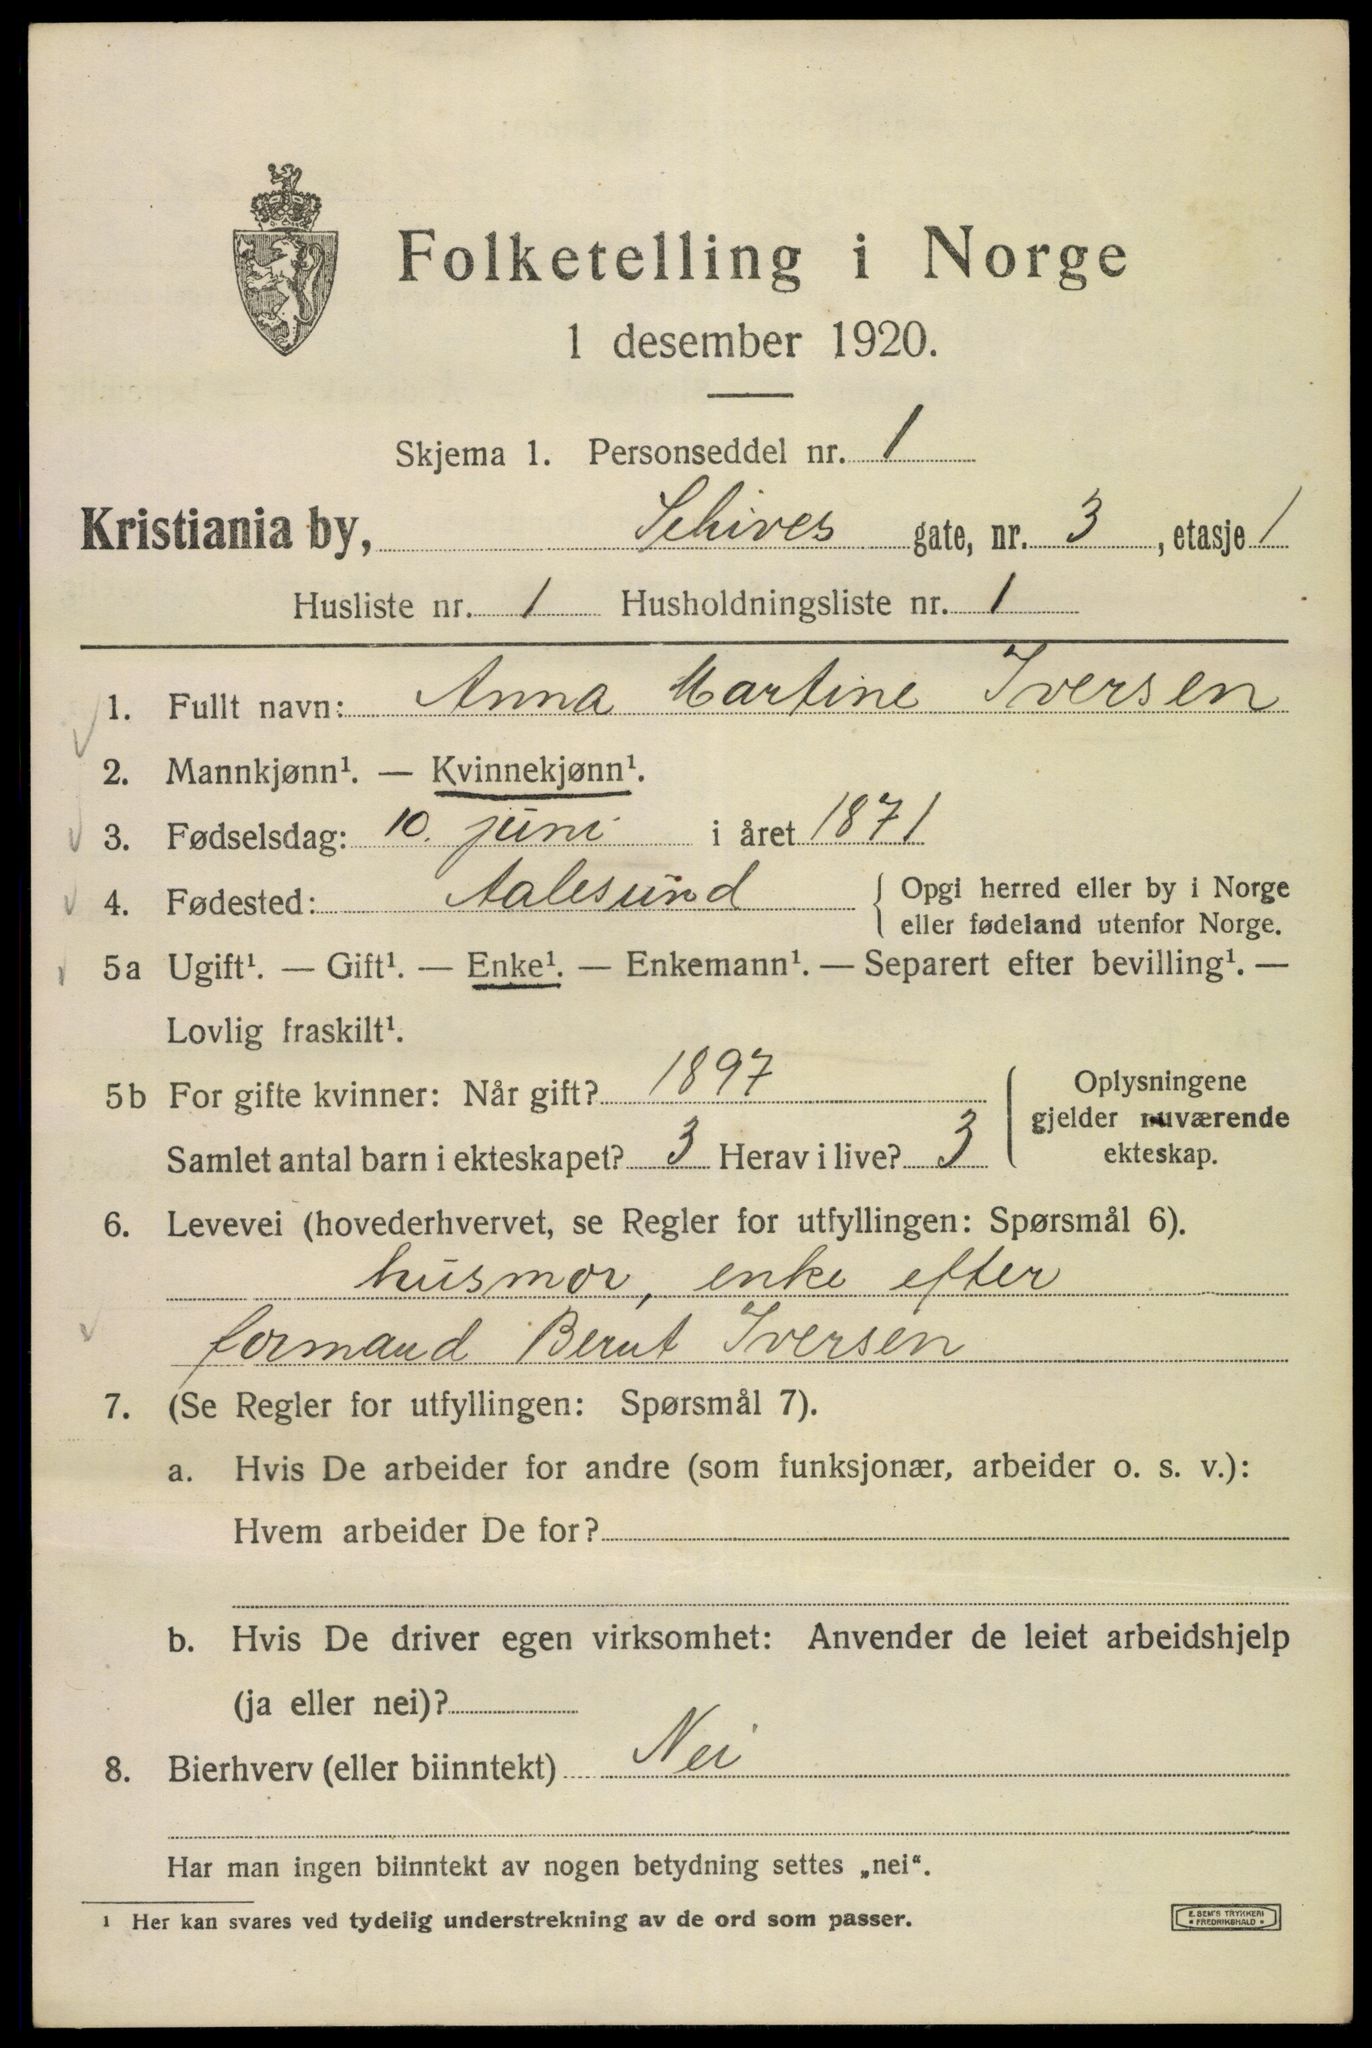 Folketelling i Norge
1 desember 1920.
Skjema 1. Personseddel nr. 1
Kristiania by, Schives gate, nr. 3, etasje 1
Husliste nr. 1 Husholdningsliste nr. 1
1. Fullt navn: Anna Martine Iversen
2. Mannkjønn¹. — Kvinnekjønn¹.
3. Fødselsdag: 10. juni i året 1871
4. Fødested: Aalesund { Opgi herred eller by i Norge
eller fødeland utenfor Norge.
5a Ugift¹. — Gift¹. — Enke¹. — Enkemann¹. — Separert efter bevilling¹. —
Lovlig fraskilt¹.
5b For gifte kvinner: Når gift? 1897
Samlet antal barn i ekteskapet? 3 Herav i live? 3
Oplysningene
gjelder nuværende
ekteskap.
6. Levevei (hovederhvervet, se Regler for utfyllingen: Spørsmål 6).
husmor, enke efter
formand Bernt Iversen
7. (Se Regler for utfyllingen: Spørsmål 7).
a. Hvis De arbeider for andre (som funksjonær, arbeider o. s. v.):
Hvem arbeider De for?
b. Hvis De driver egen virksomhet: Anvender de leiet arbeidshjelp
(ja eller nei)?
8. Bierhverv (eller biinntekt) Nei
Har man ingen biinntekt av nogen betydning settes „nei“.
¹ Her kan svares ved tydelig understrekning av de ord som passer.
E. SEM'S TRYKKERI
• FREDRIKSHALD •